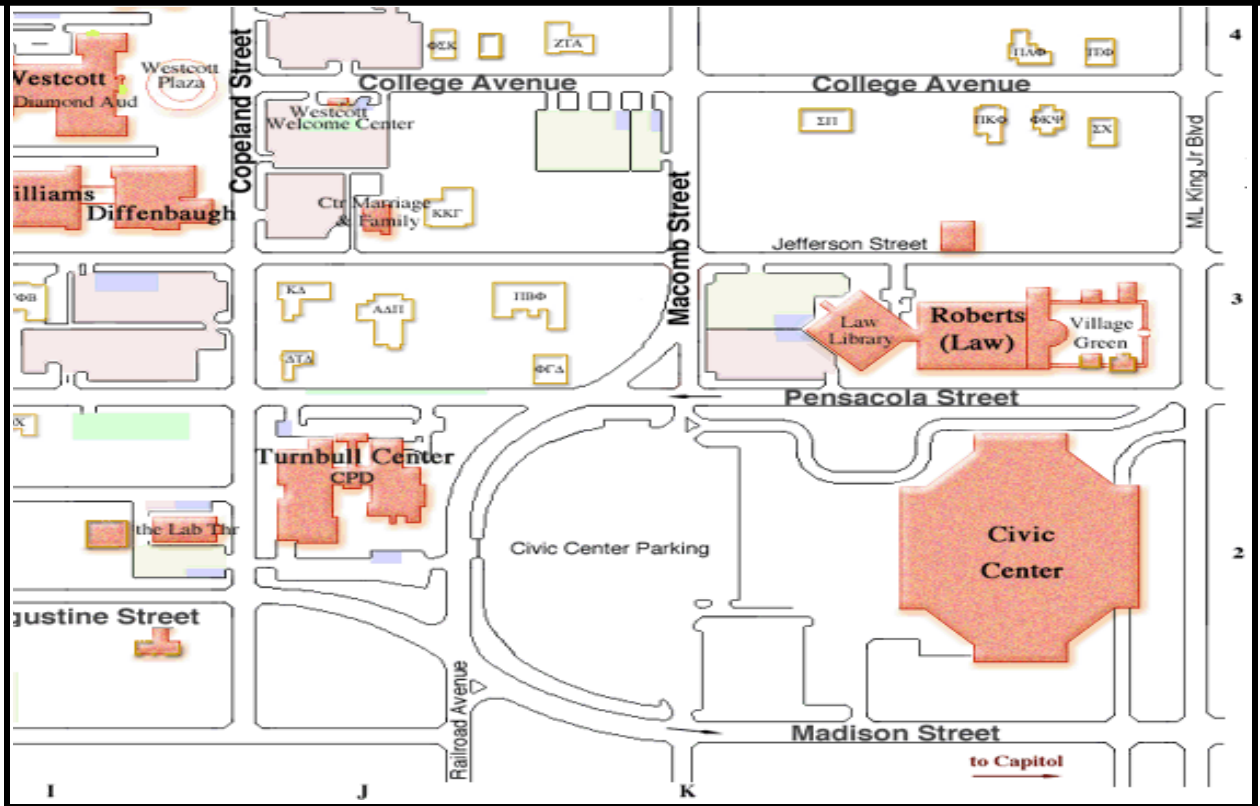 4
ΦΣΚ
ΖΤΑ
ΠΑΦ
College Avenue
College Avenue
Copeland Street
Westcott
Diamond Aud
Westcott
Plaza
Westcott
Welcome Center
ΣΠ
ΠΚΦ
ΦΚΨ
ΣΧ
ML King Jr Blvd
illiams
Diffenbaugh
Ctr Marriage
& Family
ΚΚΓ
Macomb Street
Jefferson Street
3
ΦΒ
ΚΔ
ΑΔΠ
ΠΒΦ
ΔΤΔ
ΦΓΔ
Law
Library
Roberts
(Law)
Village
Green
3
Pensacola Street
Χ
Turnbull Center
CPD
the Lab Thr
Civic Center Parking
Civic
Center
2
gustine Street
Railroad Avenue
Madison Street
to Capitol
I
J
K